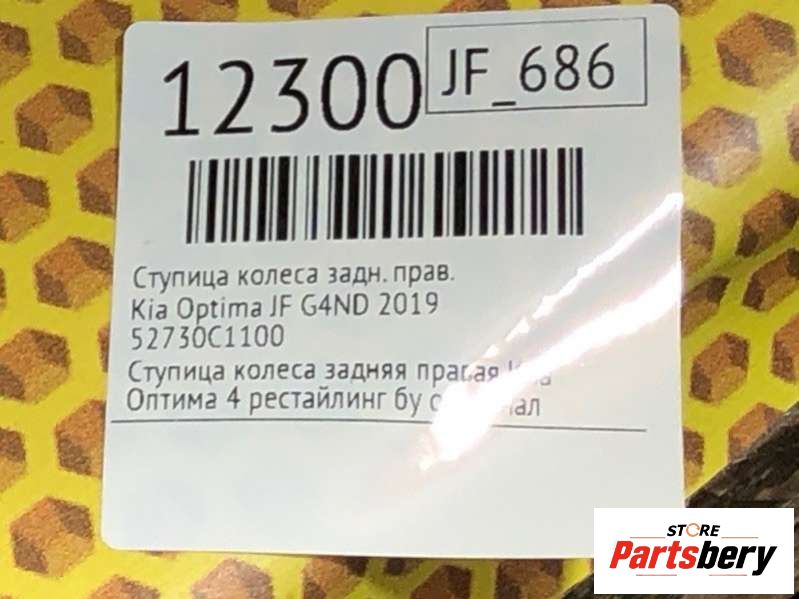 12300 JF_686
Ступица колеса задн. прав.
Kia Optima JF G4ND 2019
52730C1100
Ступица колеса задняя правая
Оптима 4 рестайлинг бу
STORE
Partsbery